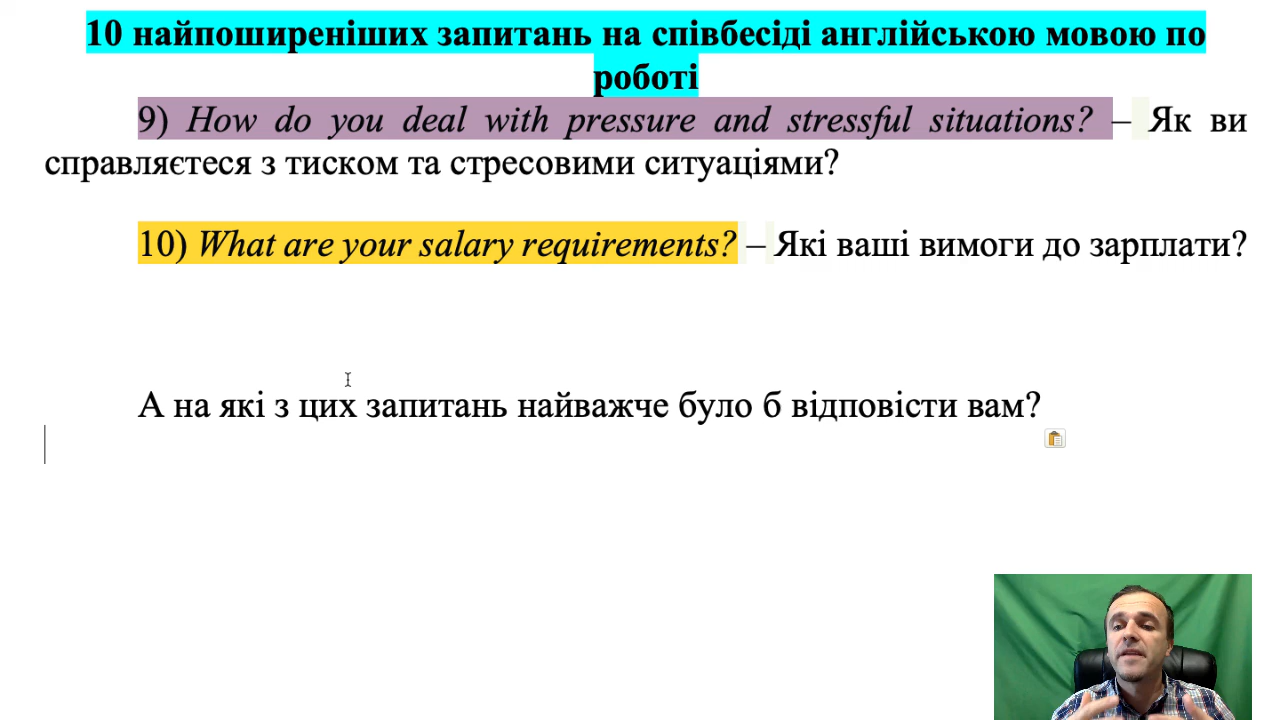 10 найпоширеніших запитань на співбесіді англійською мовою по
роботі
9) How do you deal with pressure and stressful situations? – Як ви
справляєтеся з тиском та стресовими ситуаціями?
10) What are your salary requirements? – Які ваші вимоги до зарплати?
А на які з цих запитань найважче було б відповісти вам?